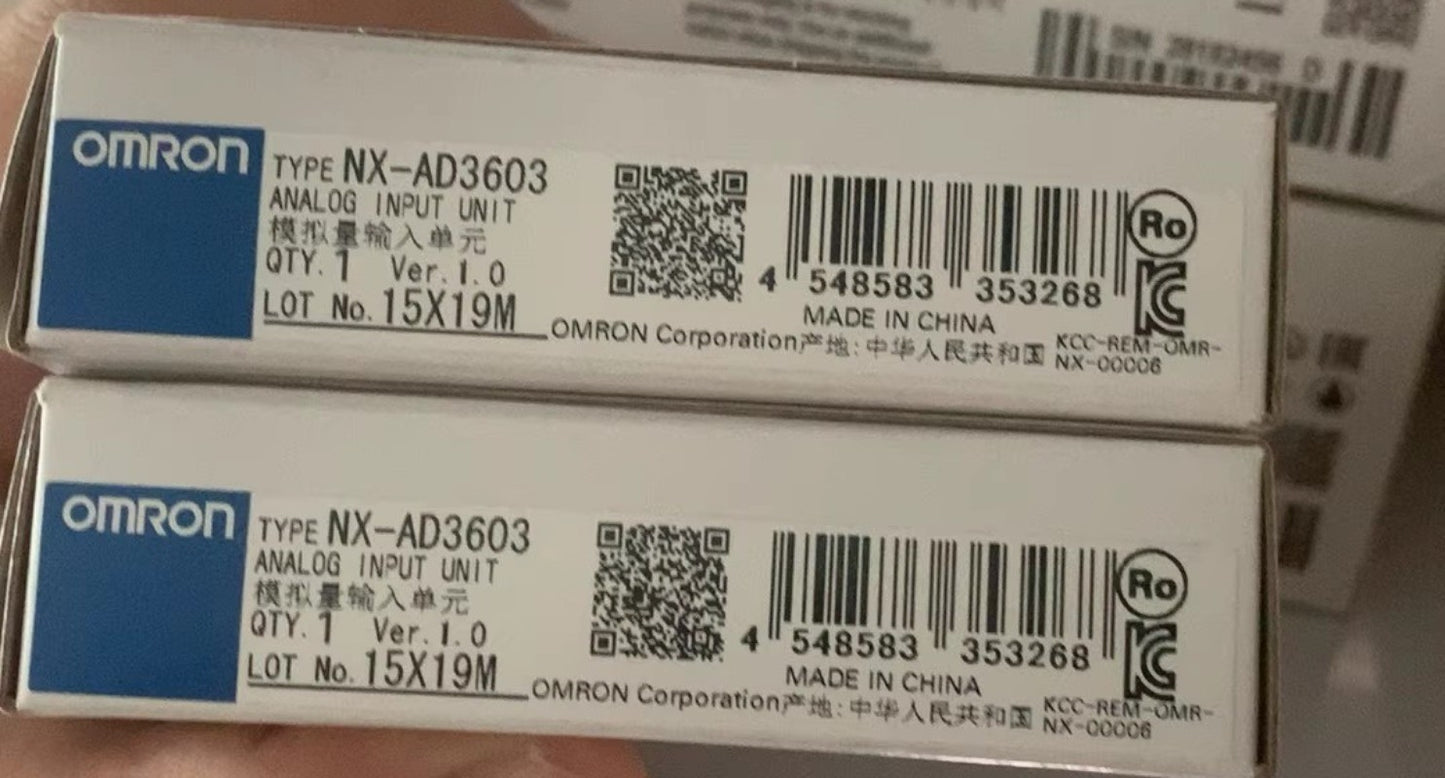 OMRON
TYPE NX-AD3603
ANALOG INPUT UNIT
模拟量输入单元
QTY. 1 Ver. 1.0
LOT No. 15X19M
4 548583 353268
Ro
MADE IN CHINA
OMRON Corporation产地:中华人民共和国
KCC-REM-OMR-
NX-00006
OMRON
TYPE NX-AD3603
ANALOG INPUT UNIT
模拟量输入单元
QTY. 1 Ver. 1.0
LOT No. 15X19M
4 548583 353268
Ro
MADE IN CHINA
OMRON Corporation产地:中华人民共和国
KCC-REM-OMR-
NX-00006